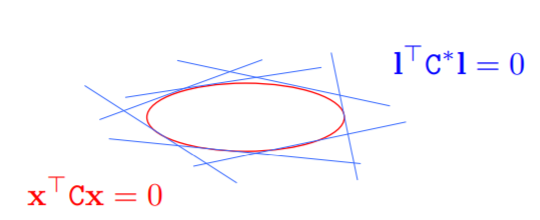 l⊤C*l = 0
x⊤Cx = 0